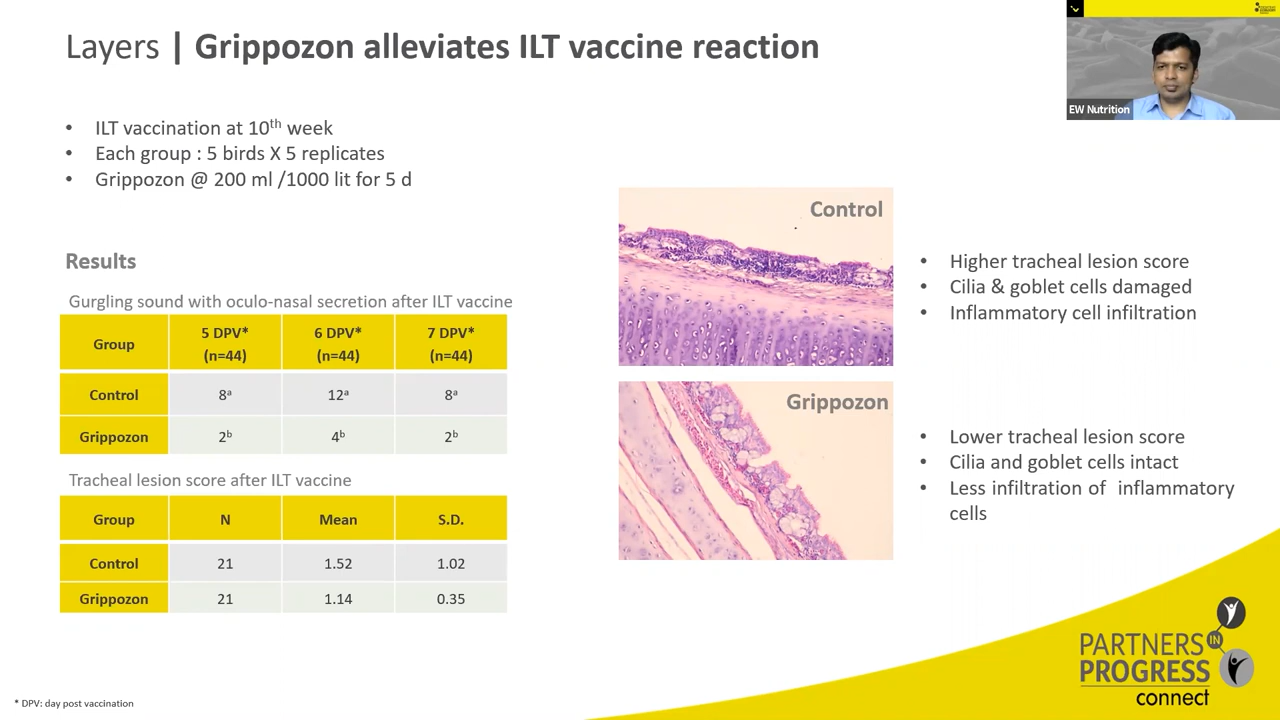 Layers | Grippozon alleviates ILT vaccine reaction
EW Nutrition
• ILT vaccination at 10th week
• Each group : 5 birds X 5 replicates
• Grippozon @ 200 ml /1000 lit for 5 d
Results
Gurgling sound with oculo-nasal secretion after ILT vaccine
Group 5 DPV* (n=44) 6 DPV* (n=44) 7 DPV* (n=44)
Control 8a 12a 8a
Grippozon 2b 4b 2b
Tracheal lesion score after ILT vaccine
Group N Mean S.D.
Control 21 1.52 1.02
Grippozon 21 1.14 0.35
Control
• Higher tracheal lesion score
• Cilia & goblet cells damaged
• Inflammatory cell infiltration
Grippozon
• Lower tracheal lesion score
• Cilia and goblet cells intact
• Less infiltration of inflammatory
cells
PARTNERS IN
PROGRESS
connect
* DPV: day post vaccination